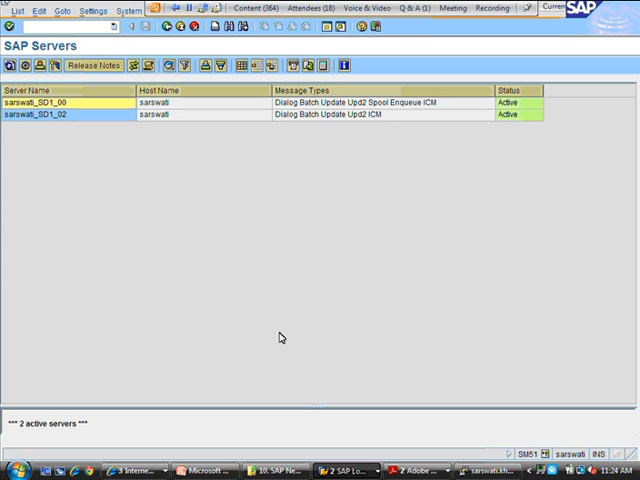 List Edit Goto Settings System
Content (364) Attendees (18) Voice & Video Q & A (1) Meeting Recording
SAP
SAP Servers
Release Notes
Server Name Host Name Message Types Status
sarswati_SD1_00 sarswati Dialog Batch Update Upd2 Spool Enqueue ICM Active
sarswati_SD1_02 sarswati Dialog Batch Update Upd2 ICM Active
*** 2 active servers ***
SM51 sarswati INS
3 Interne... Microsoft ... 10. SAP Ne... 2 SAP Lo... 2 Adobe ... sarswati.kh... 11:24 AM